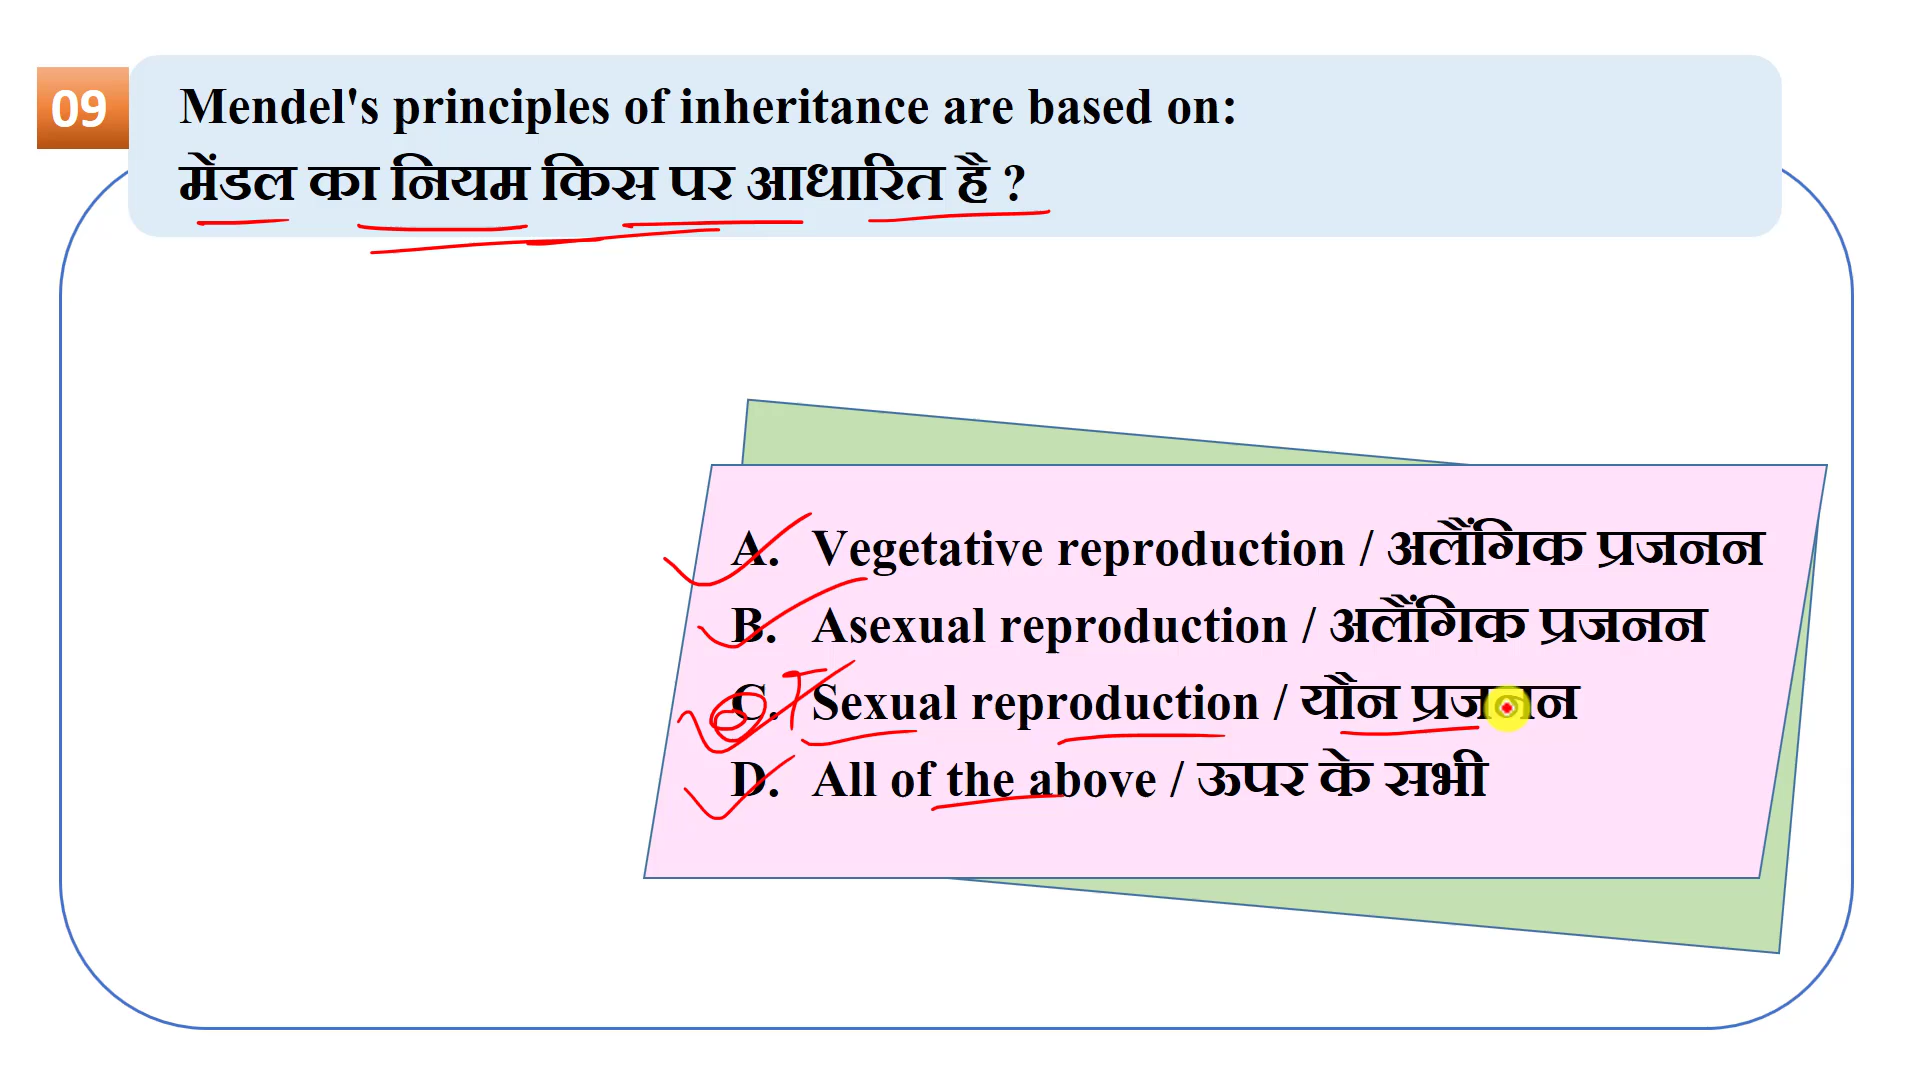 09
Mendel's principles of inheritance are based on:
मेंडल का नियम किस पर आधारित है ?
A. Vegetative reproduction / अलैंगिक प्रजनन
B. Asexual reproduction / अलैंगिक प्रजनन
C. Sexual reproduction / यौन प्रजनन
D. All of the above / ऊपर के सभी